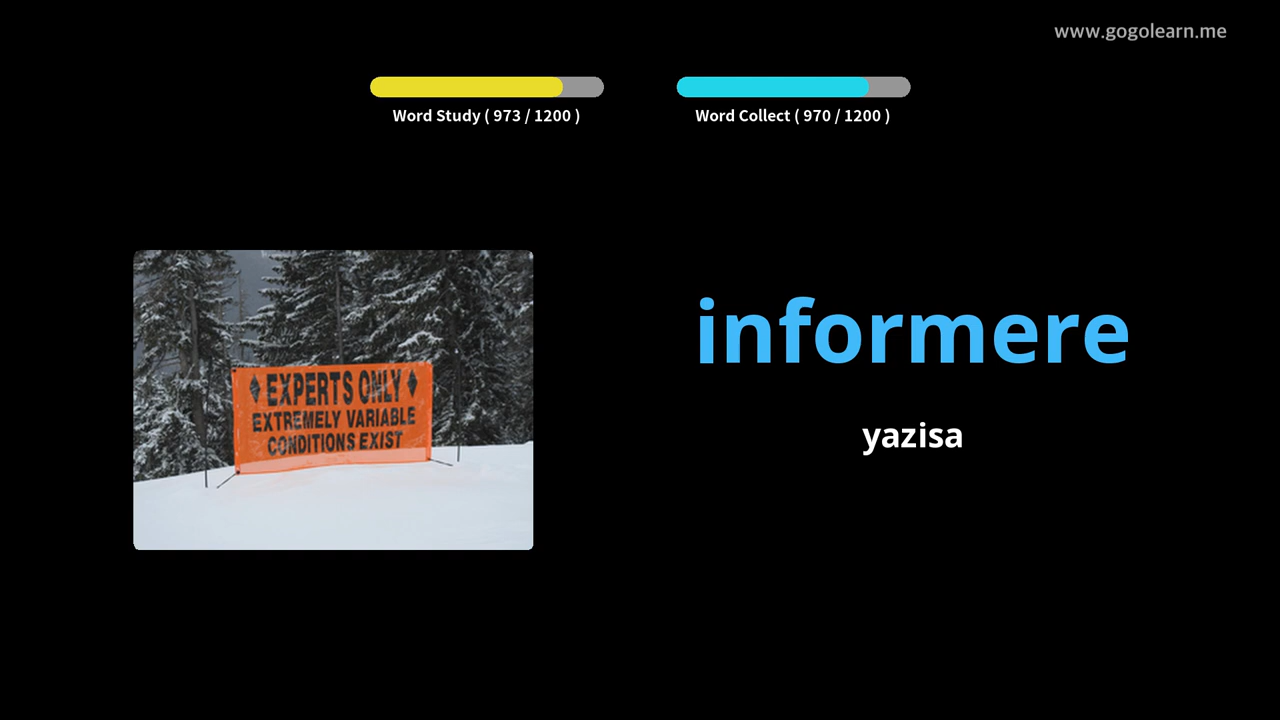 www.gogolearn.me
Word Study ( 973 / 1200 )
Word Collect ( 970 / 1200 )
EXPERTS ONLY
EXTREMELY VARIABLE
CONDITIONS EXIST
informere
yazisa